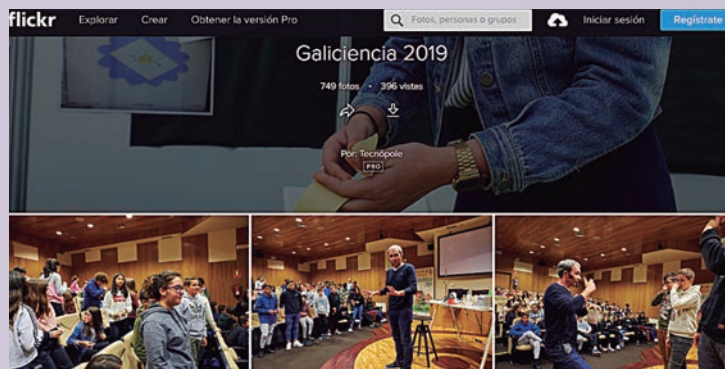 flickr Explorar Crear Obtener la versión Pro Fotos, personas o grupos Iniciar sesión Regístrate
Galiciencia 2019
749 fotos • 396 vistas
Por: Tecnópole
PRO